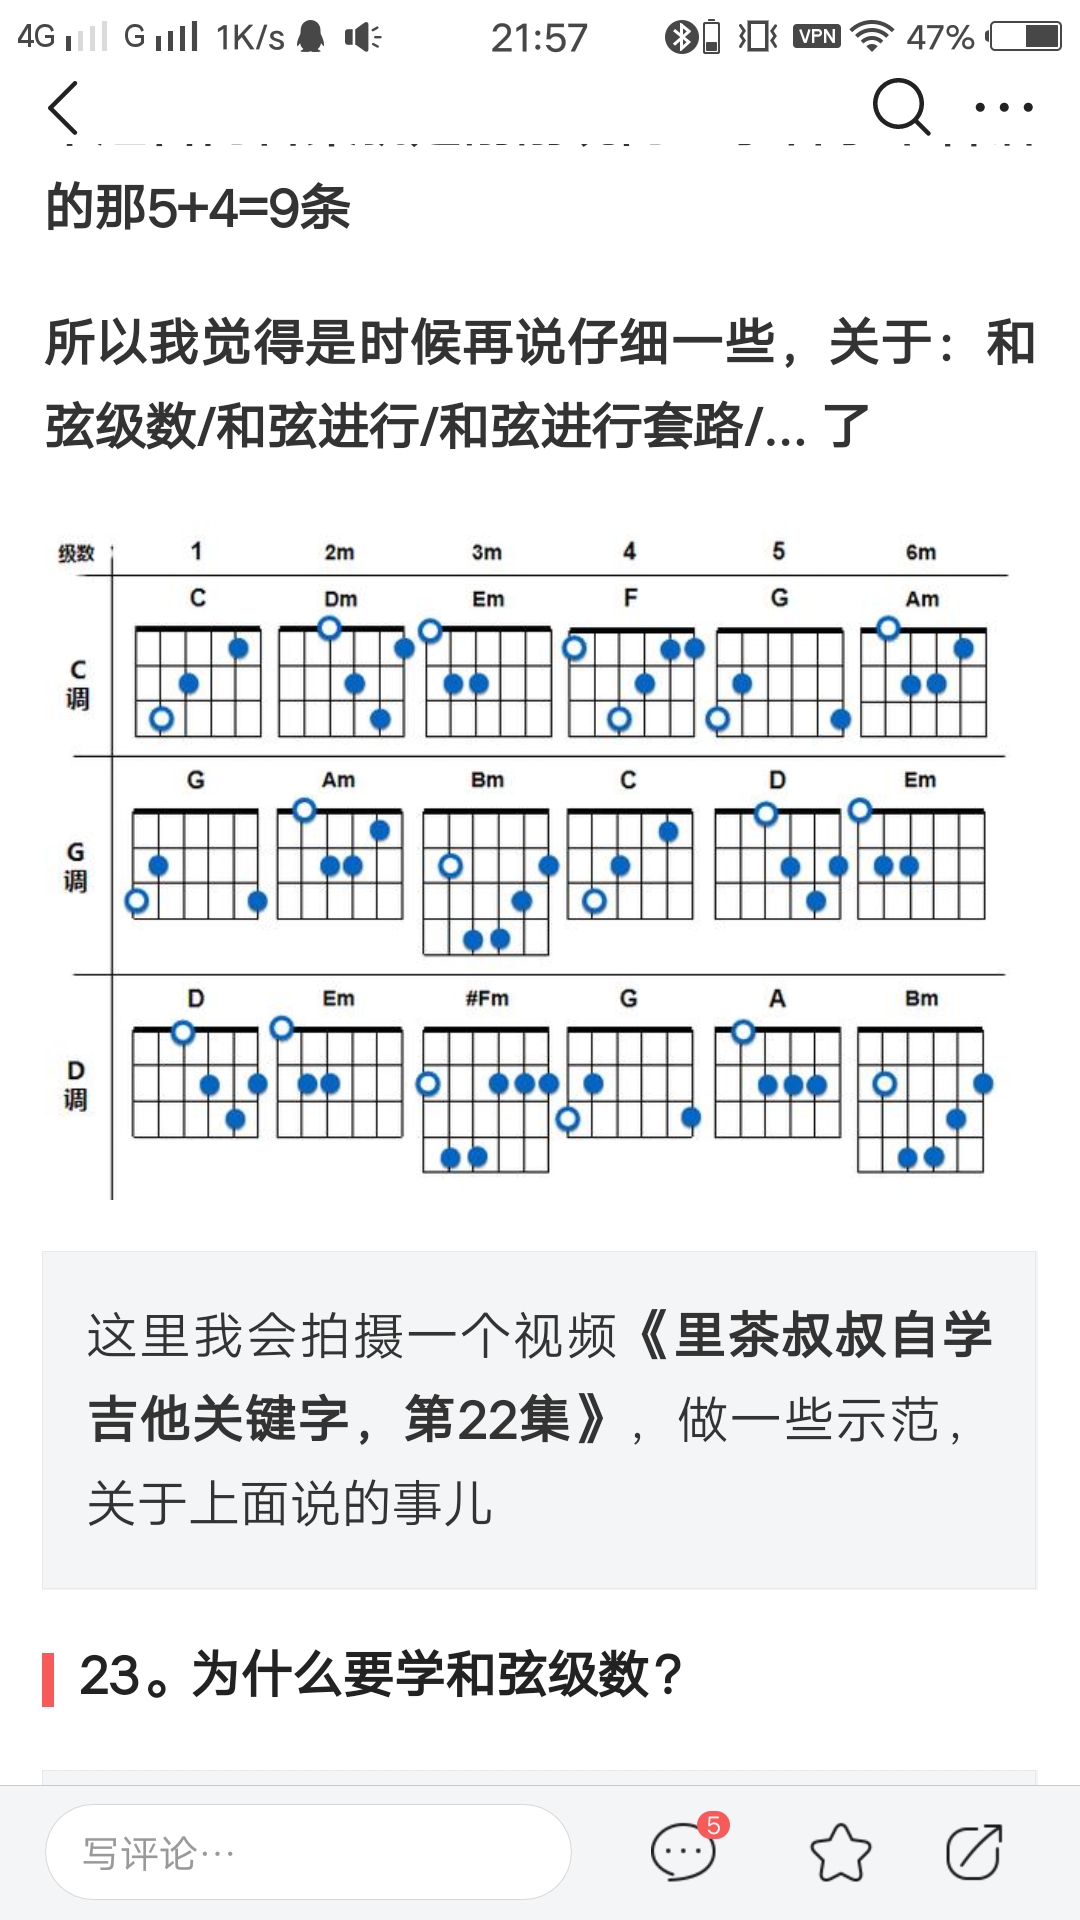 4G G 1K/s 21:57 VPN 47%
的那5+4=9条
所以我觉得是时候再说仔细一些，关于：和
弦级数/和弦进行/和弦进行套路/... 了
级数 1 2m 3m 4 5 6m
C Dm Em F G Am
C
调
G Am Bm C D Em
G
调
D Em #Fm G A Bm
D
调
这里我会拍摄一个视频《里茶叔叔自学
吉他关键字，第22集》，做一些示范，
关于上面说的事儿
23。为什么要学和弦级数？
写评论...
5